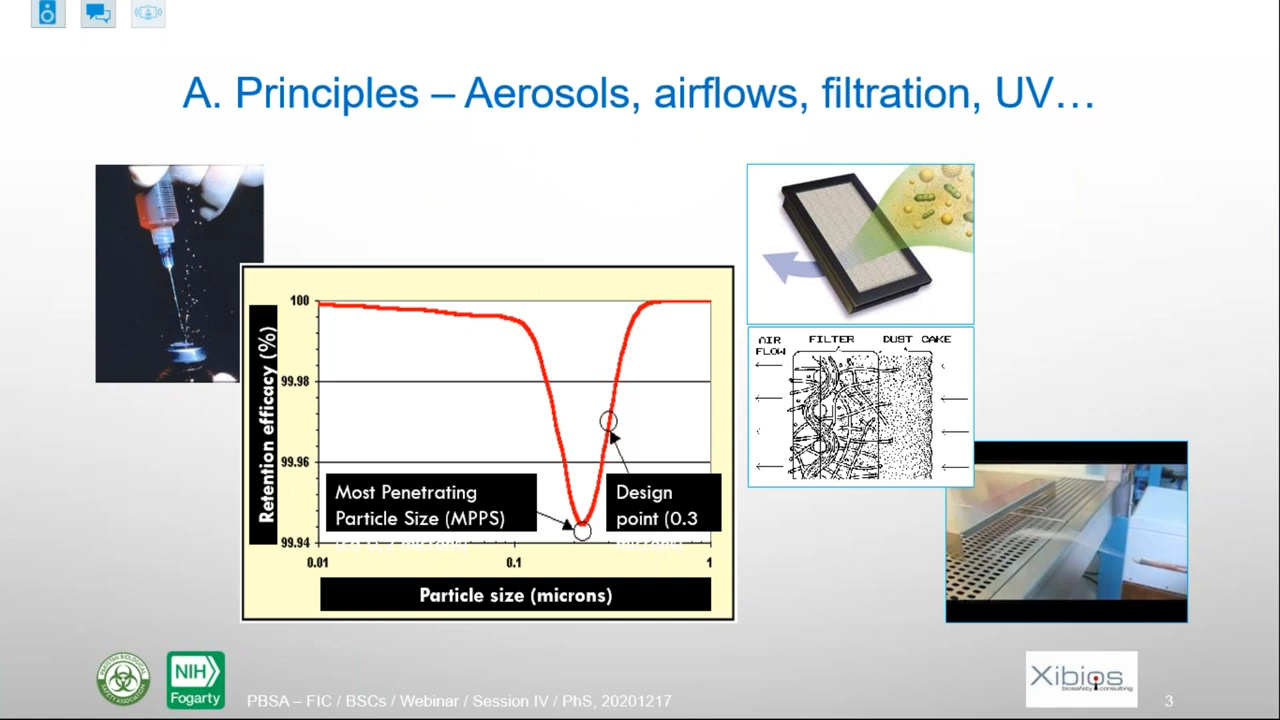 A. Principles – Aerosols, airflows, filtration, UV…
Retention efficacy (%)
100
99.98
99.96
99.94
Most Penetrating
Particle Size (MPPS)
Design
point (0.3
0.01
0.1
1
Particle size (microns)
AIR
FLOW
FILTER
DUST CAKE
NIH
Fogarty
PBSA – FIC / BSCs / Webinar / Session IV / PhS, 20201217
Xibios
biosafety consulting
3